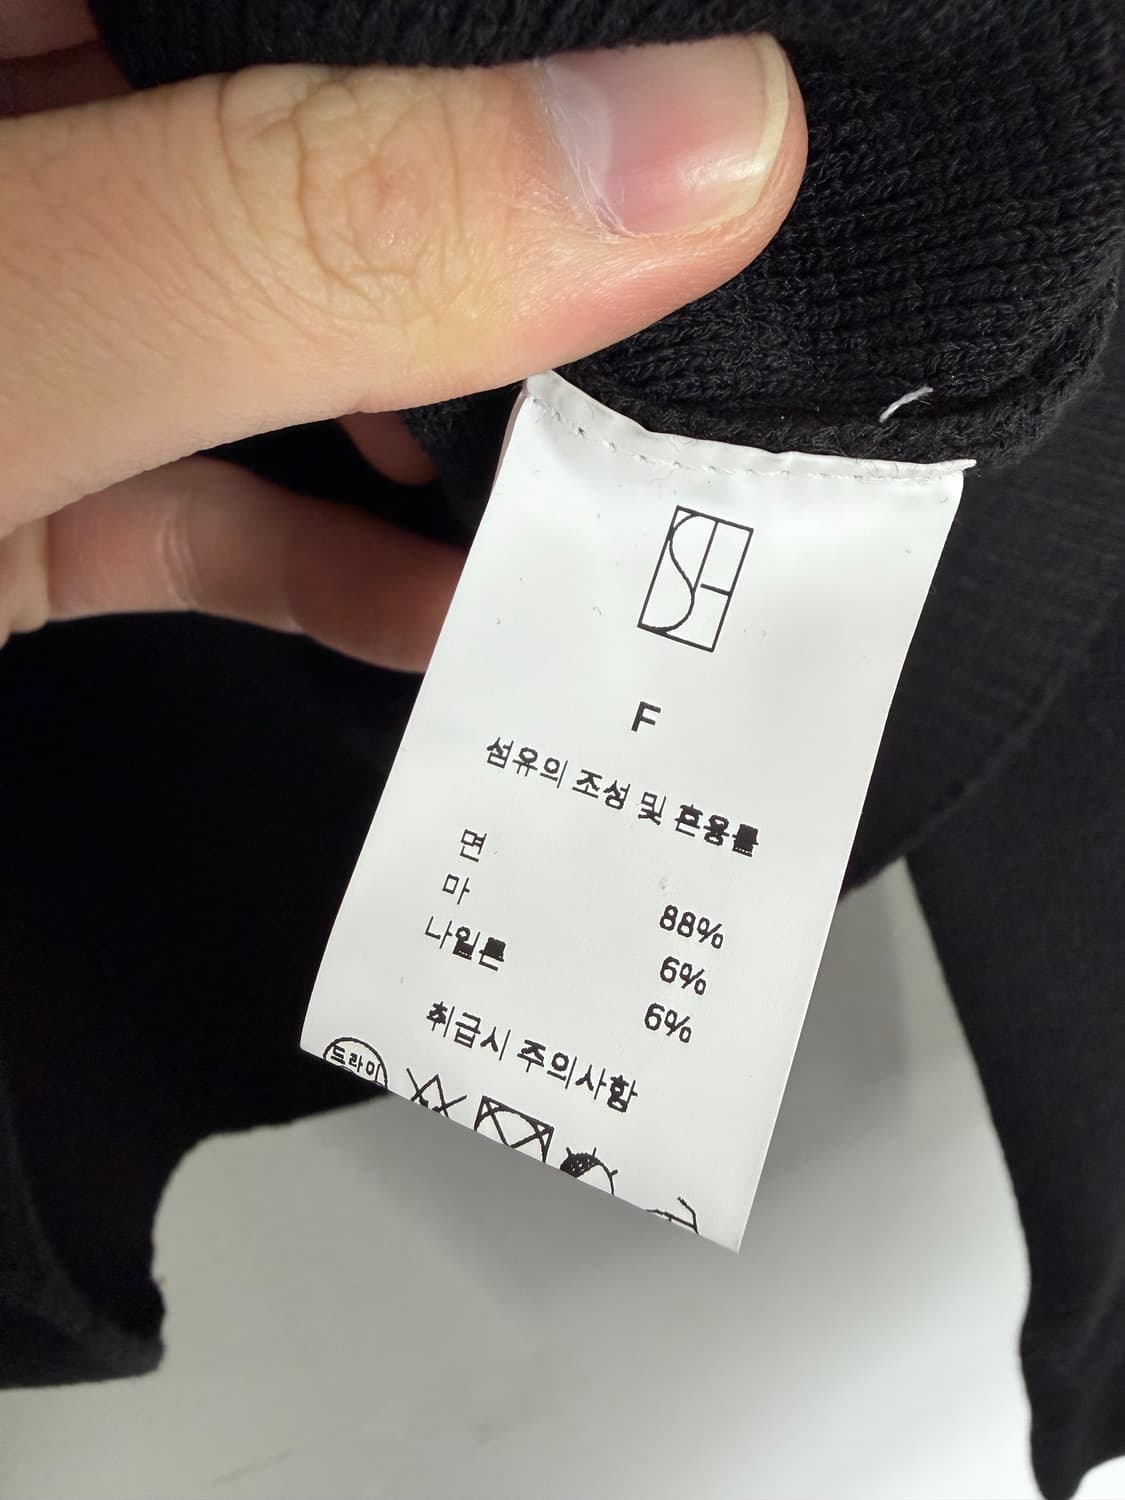 F
섬유의 조성 및 혼용률
면 88%
마 6%
나일론 6%
취급시 주의사항
드라이